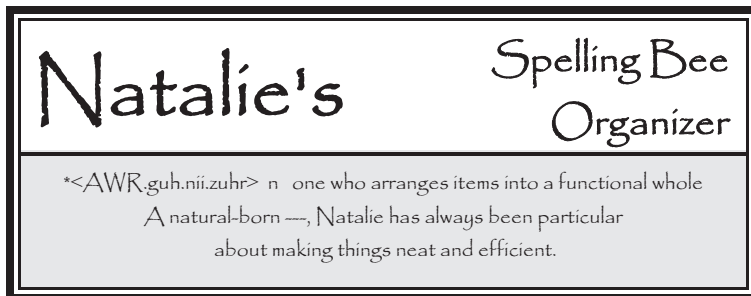 Natalie's
Spelling Bee
Organizer
*<AWR.guh.nii.zuhr> n one who arranges items into a functional whole
A natural-born ----, Natalie has always been particular
about making things neat and efficient.